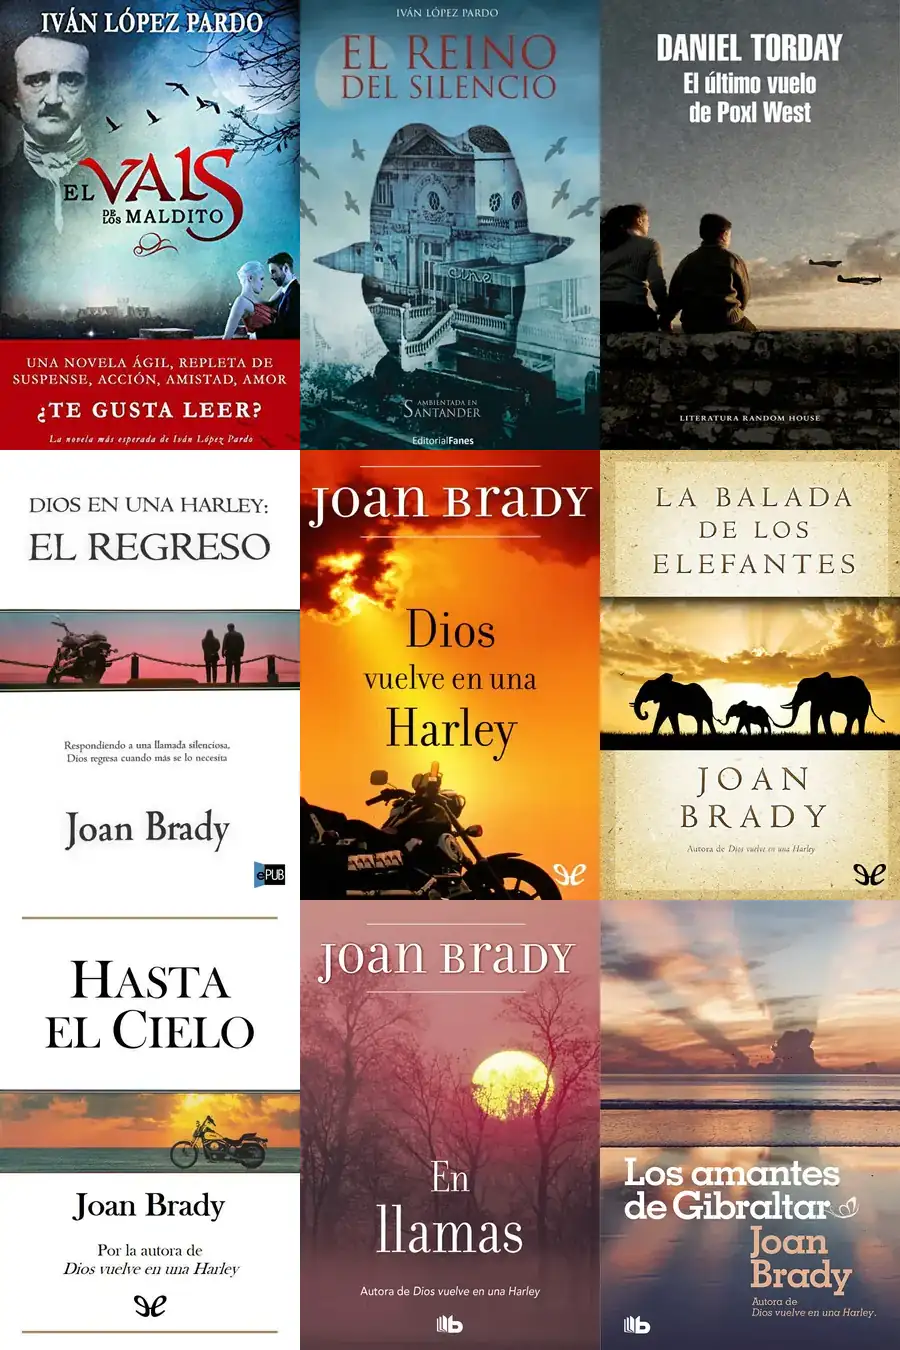 IVÁN LÓPEZ PARDO
EL VALS
DE LOS MALDITO
UNA NOVELA ÁGIL, REPLETA DE
SUSPENSE, ACCIÓN, AMISTAD, AMOR
¿TE GUSTA LEER?
La novela más esperada de Iván López Pardo
IVÁN LÓPEZ PARDO
EL REINO
DEL SILENCIO
AMBIENTADA EN
SANTANDER
EditorialFanes
DANIEL TORDAY
El último vuelo
de Poxl West
LITERATURA RANDOM HOUSE
DIOS EN UNA HARLEY:
EL REGRESO
Respondiendo a una llamada silenciosa,
Dios regresa cuando más se lo necesita
Joan Brady
ePUB
Joan Brady
Dios
vuelve en una
Harley
LA BALADA
DE LOS
ELEFANTES
JOAN
BRADY
Autora de Dios vuelve en una Harley
HASTA
EL CIELO
Joan Brady
Por la autora de
Dios vuelve en una Harley
Joan Brady
En
llamas
Autora de Dios vuelve en una Harley
b
Los amantes
de Gibraltar
Joan
Brady
Autora de
Dios vuelve en una Harley.
b